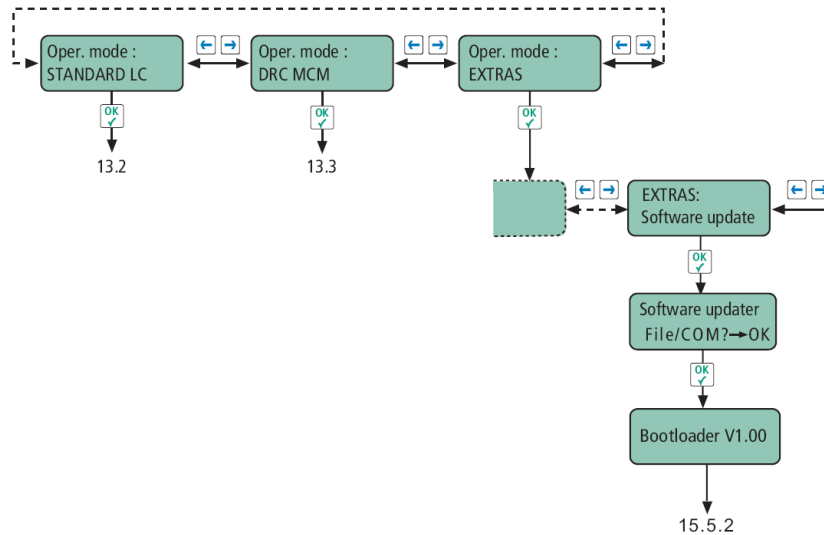 Oper. mode :
STANDARD LC
Oper. mode :
DRC MCM
Oper. mode :
EXTRAS
OK
OK
OK
13.2
13.3
EXTRAS:
Software update
OK
Software updater
File/COM?→OK
OK
Bootloader V1.00
15.5.2